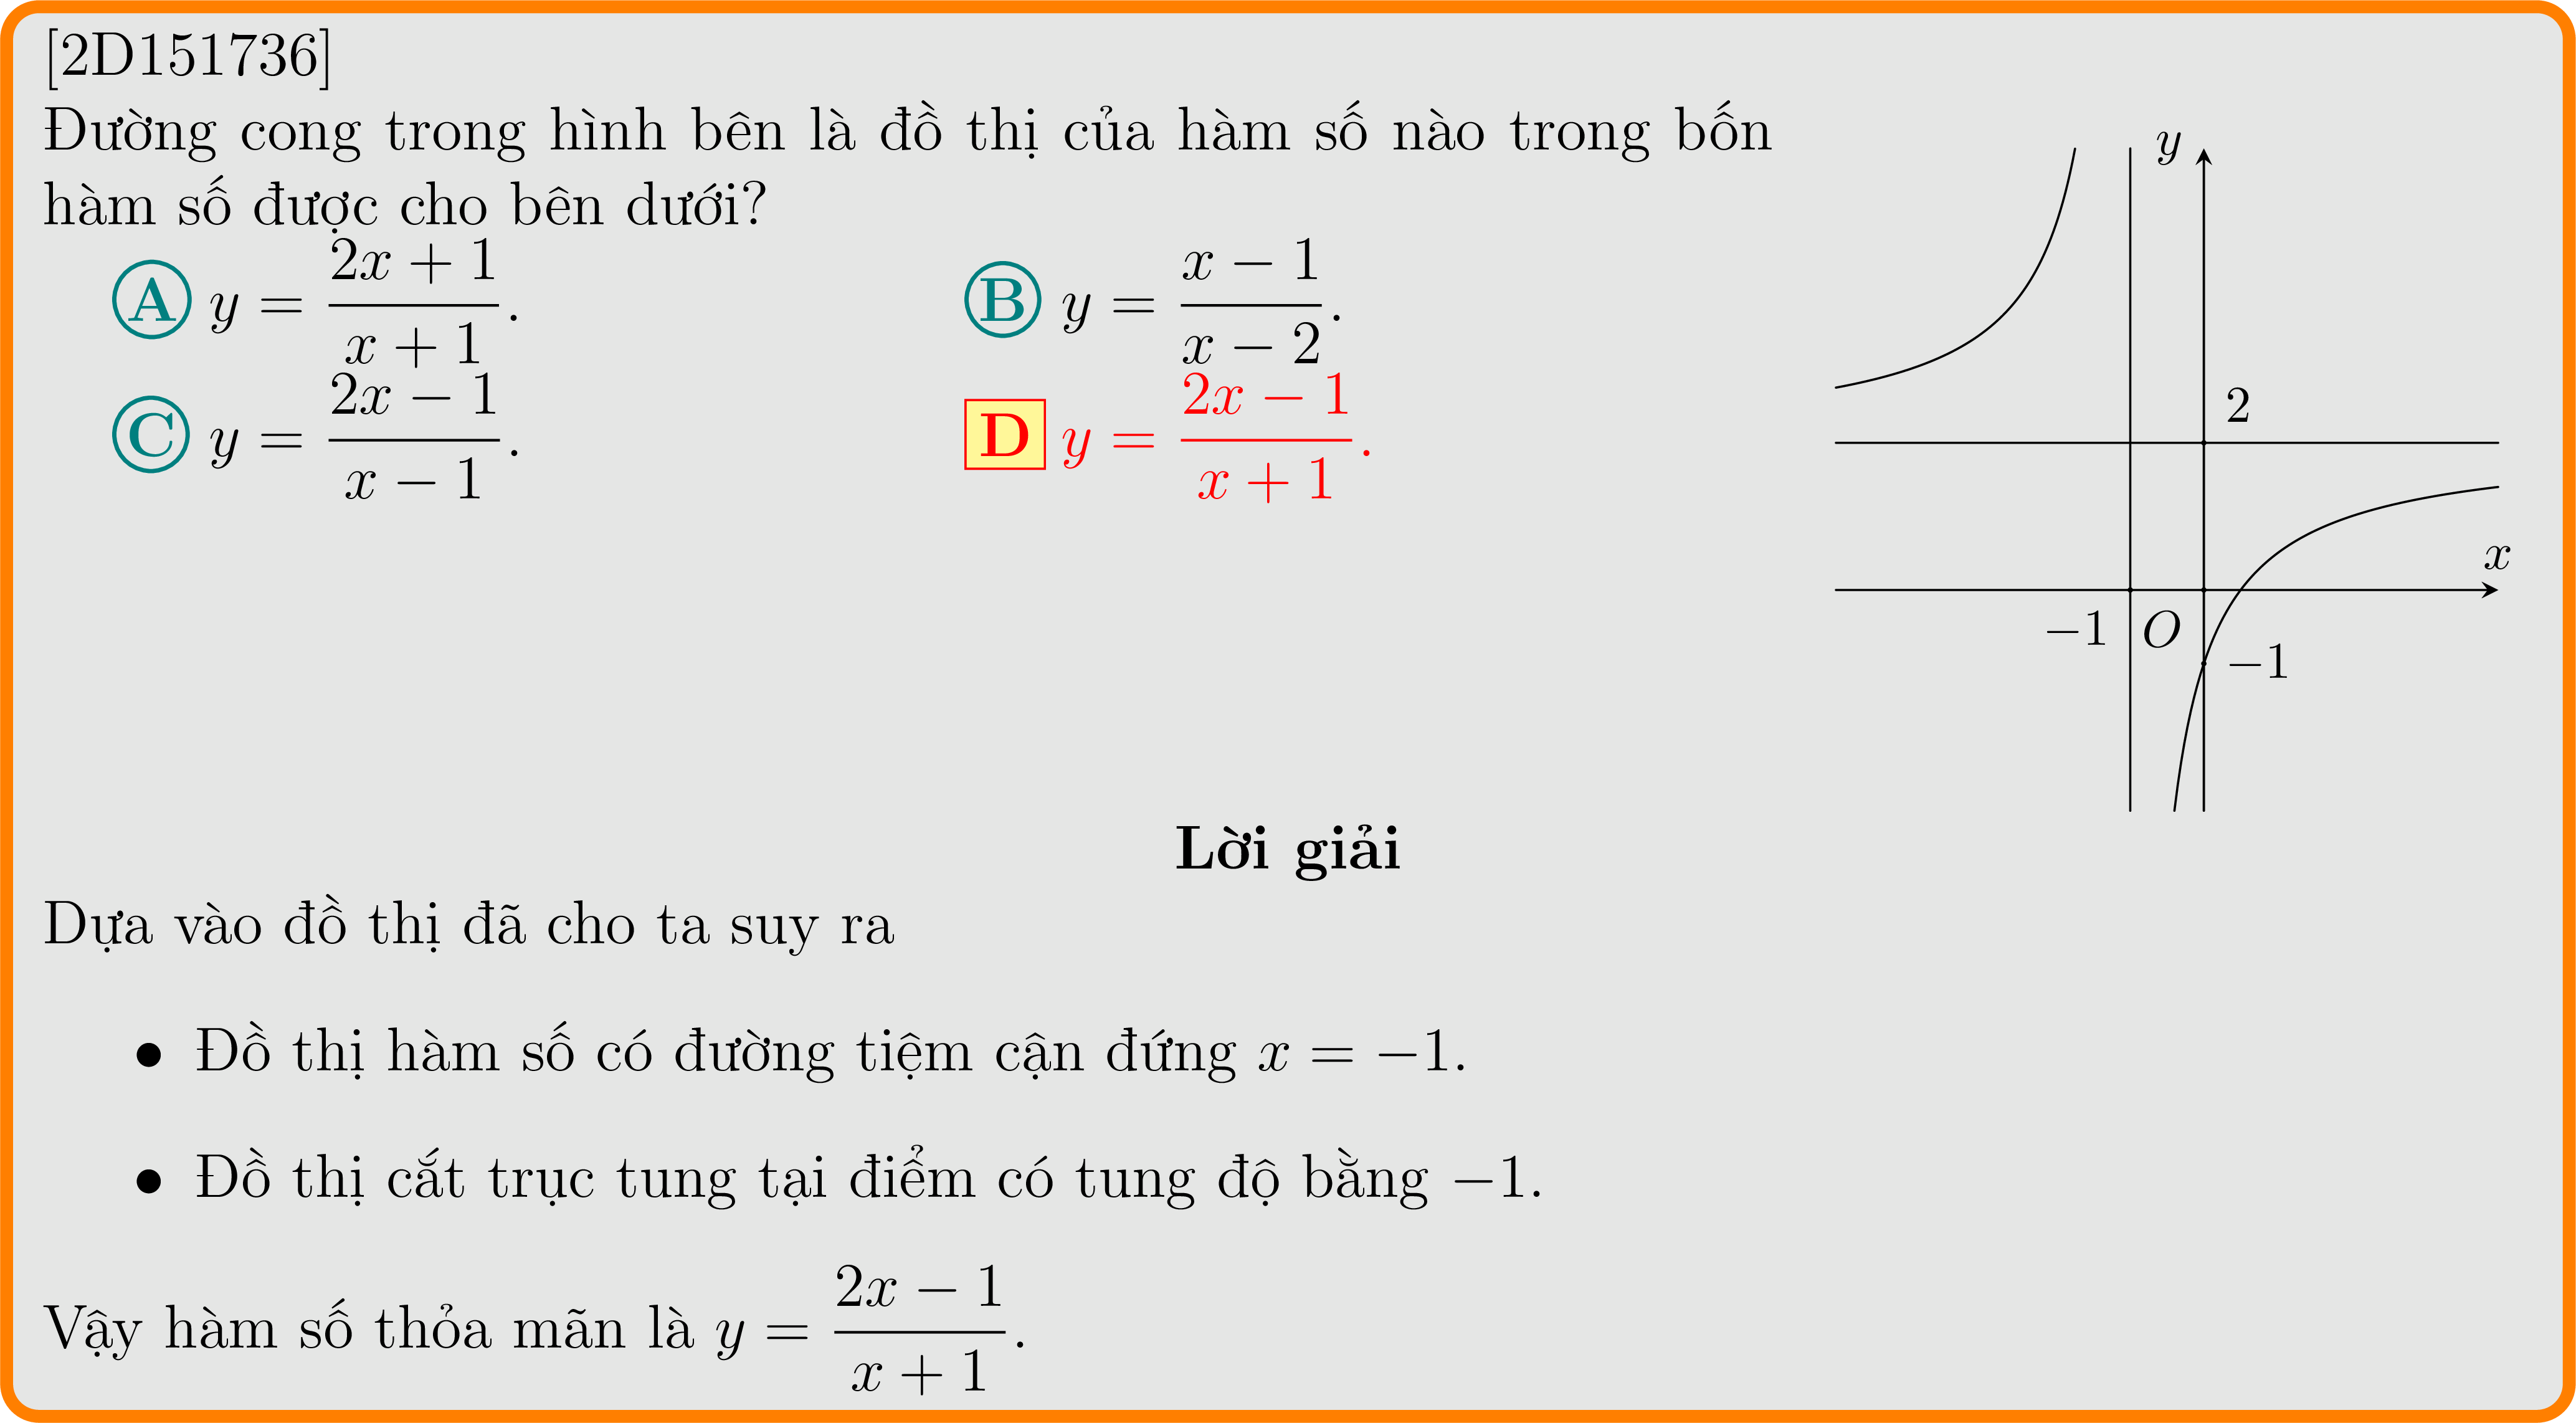 [2D151736]
Đường cong trong hình bên là đồ thị của hàm số nào trong bốn
hàm số được cho bên dưới?
A y = \frac{2x + 1}{x + 1}.
B y = \frac{x − 1}{x − 2}.
C y = \frac{2x − 1}{x − 1}.
D y = \frac{2x − 1}{x + 1}.
y
2
x
−1 O
−1
Lời giải
Dựa vào đồ thị đã cho ta suy ra
• Đồ thị hàm số có đường tiệm cận đứng x = −1.
• Đồ thị cắt trục tung tại điểm có tung độ bằng −1.
Vậy hàm số thỏa mãn là y = \frac{2x − 1}{x + 1}.